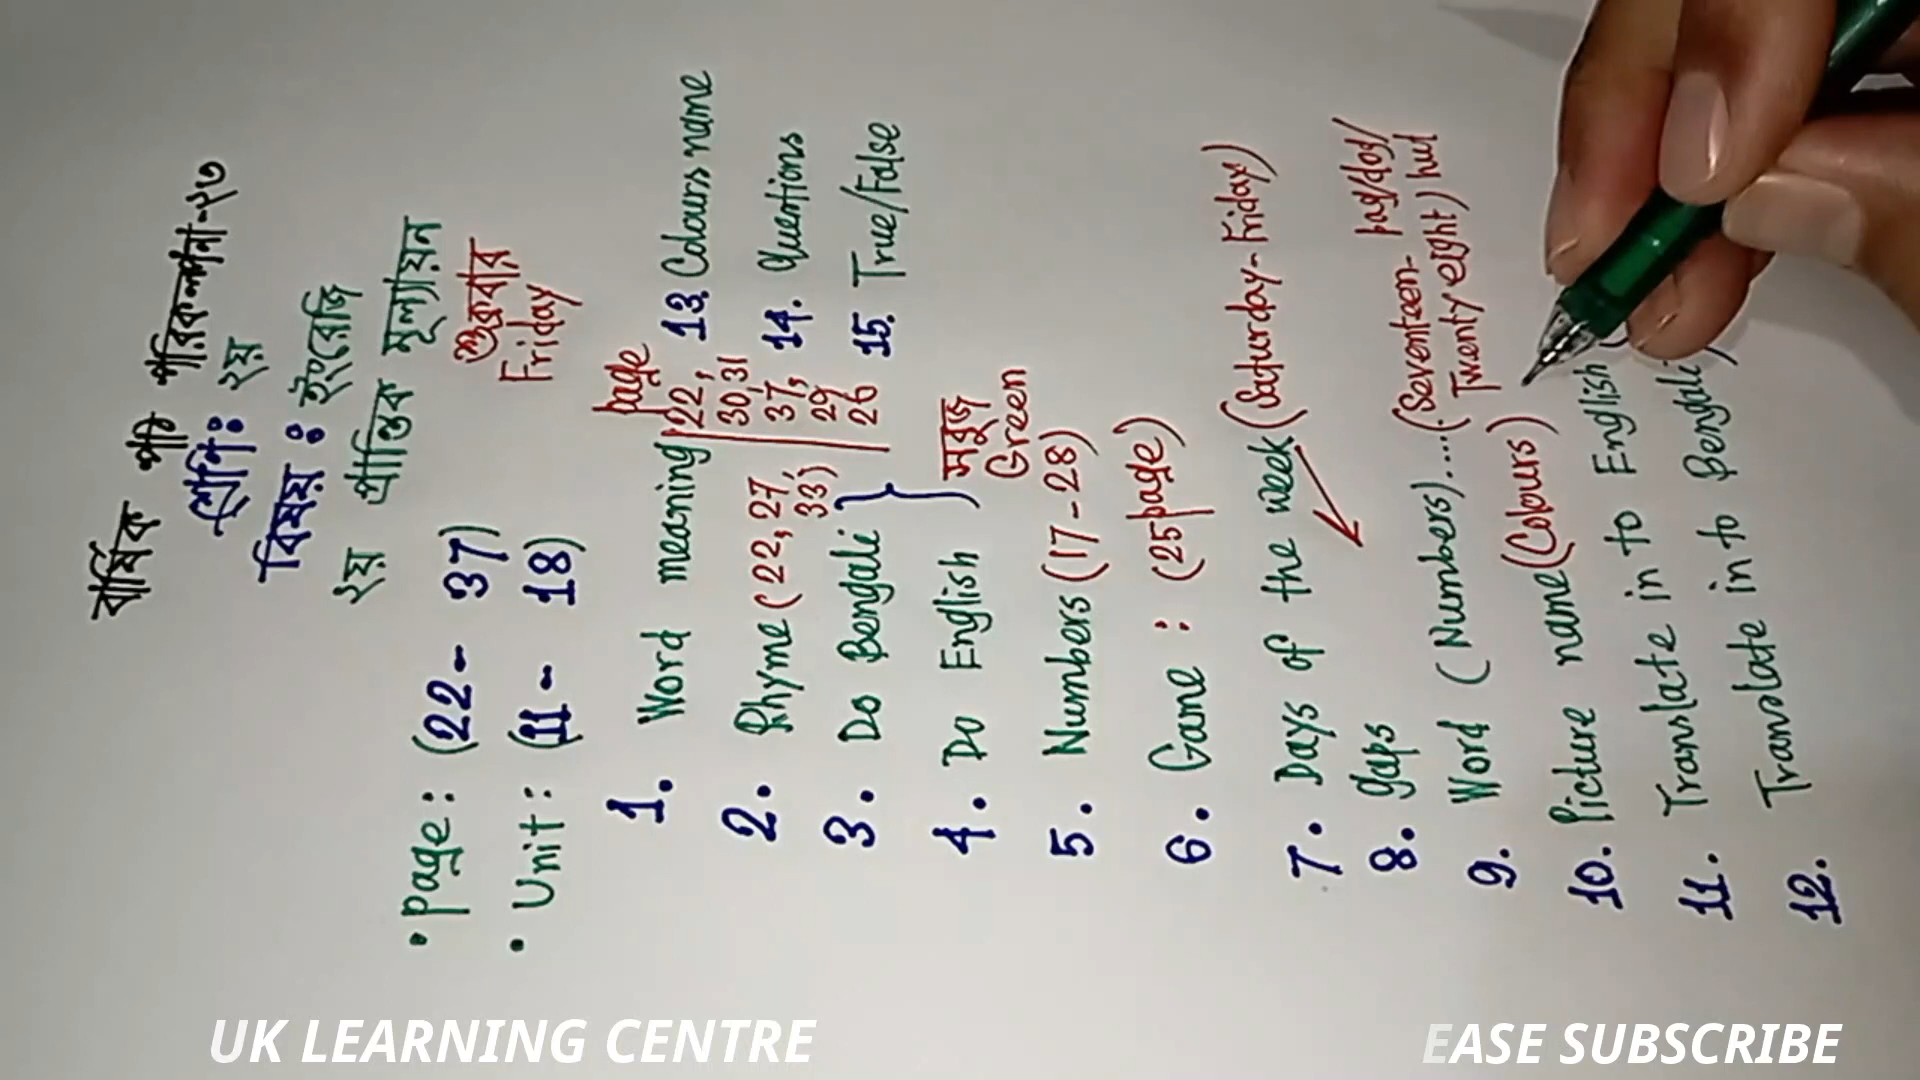 বার্ষিক পাঠ পরিকল্পনা-২৩
শ্রেণি: ২য়
বিষয় : ইংরেজি
২য় প্রান্তিক মূল্যায়ন
শুক্রবার
Friday
• Page: (22- 37)
• Unit: (11- 18)
1. Word meaning
page
22,
30,31
37,
29
26
2. Rhyme (22, 27,
33)
3. Do Bengali
4. Do English
সবুজ
Green
5. Numbers (17-28)
6. Game : (25 page)
7. Days of the week (Saturday-Friday)
8. gaps
9. Word (Numbers)....(Seventeen-
Twenty eight)
10. Picture name (Colours)
11. Translate in to English
12. Translate in to Bengali
13. Colours name
14. Questions
15. True/False
UK LEARNING CENTRE
EASE SUBSCRIBE